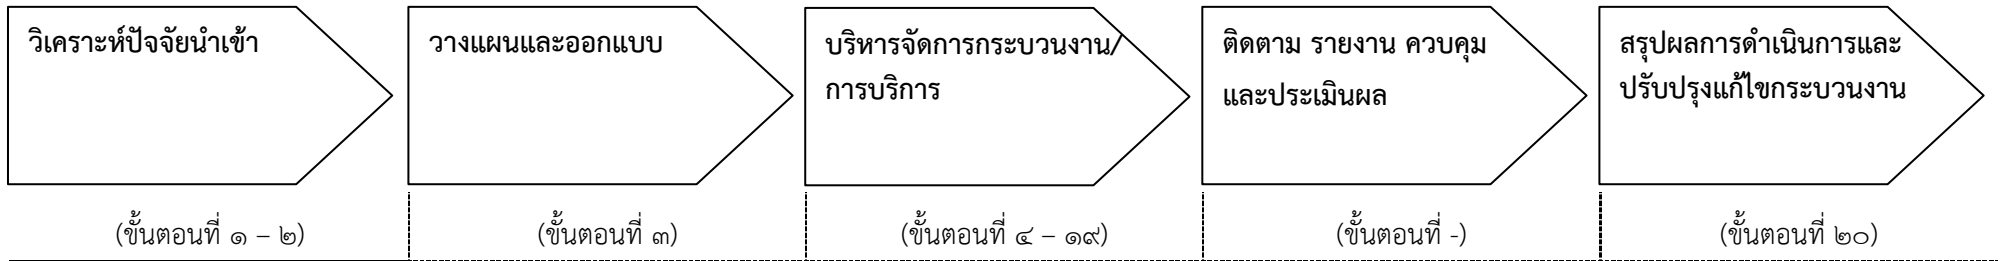 วิเคราะห์ปัจจัยนำเข้า
วางแผนและออกแบบ
บริหารจัดการกระบวนงาน/
การบริการ
ติดตาม รายงาน ควบคุม
และประเมินผล
สรุปผลการดำเนินการและ
ปรับปรุงแก้ไขกระบวนงาน
(ขั้นตอนที่ ๑ – ๒)
(ขั้นตอนที่ ๓)
(ขั้นตอนที่ ๔ – ๑๙)
(ขั้นตอนที่ -)
(ขั้นตอนที่ ๒๐)